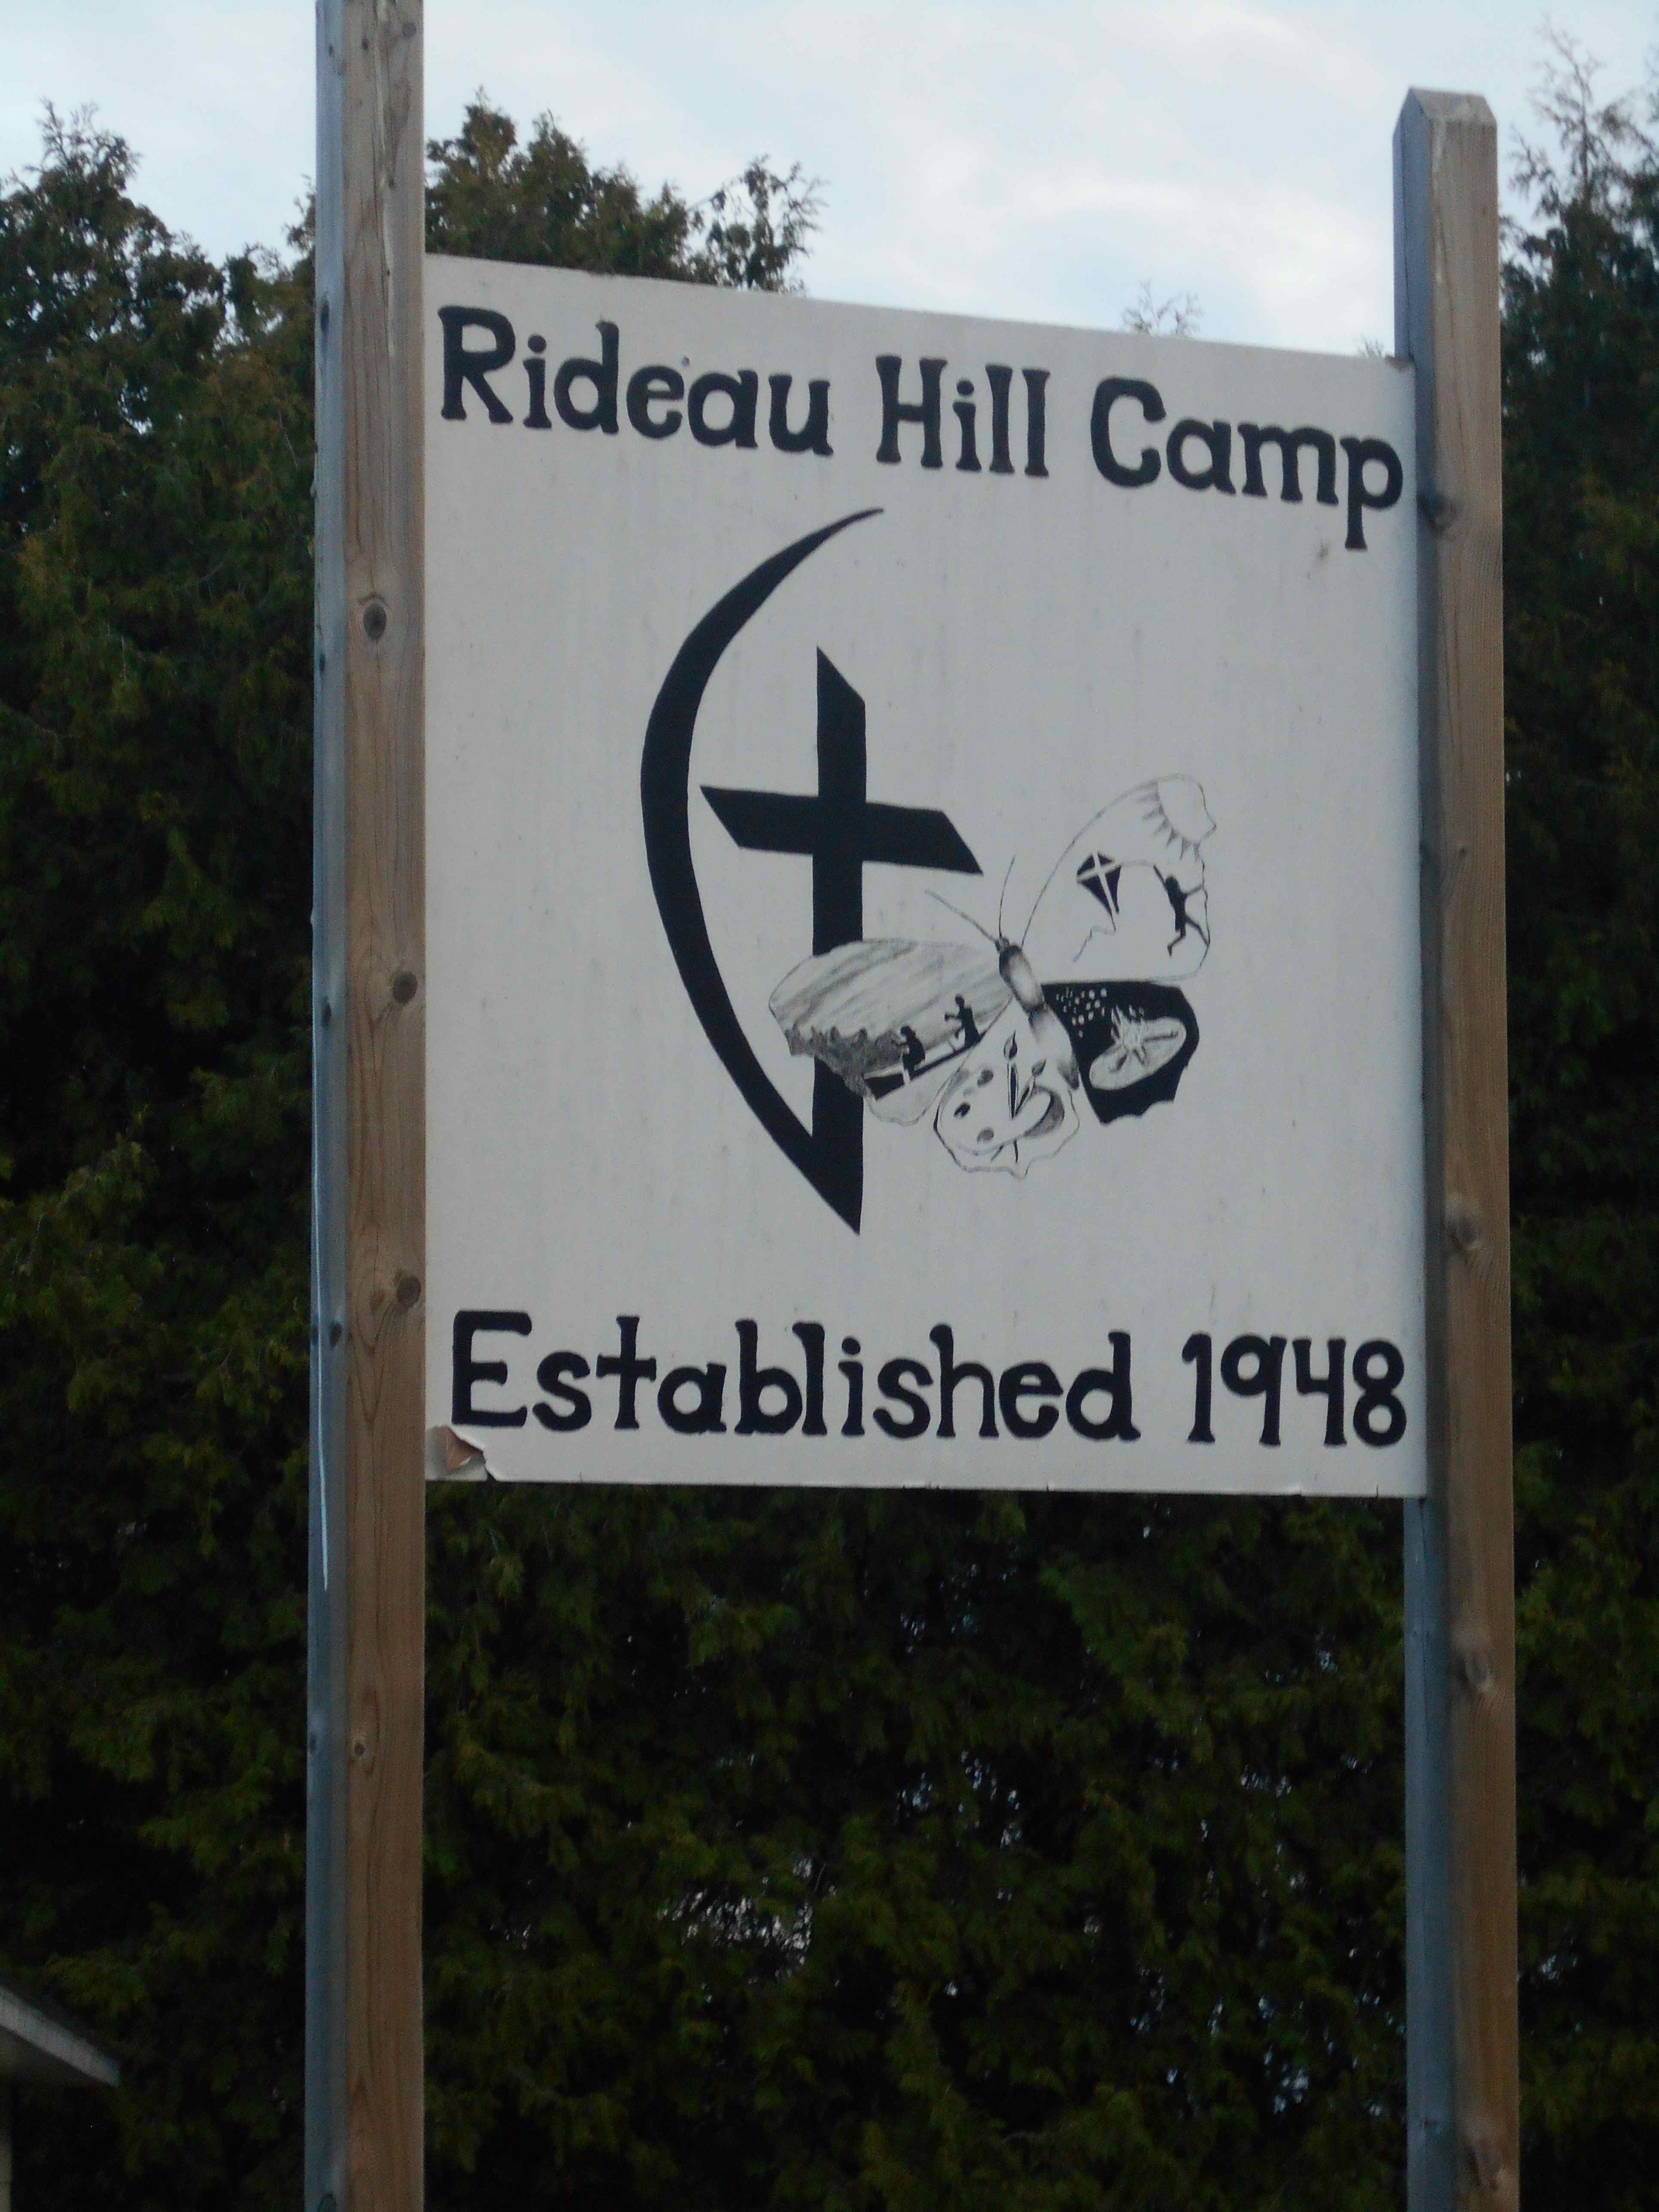 Rideau Hill Camp
Established 1948